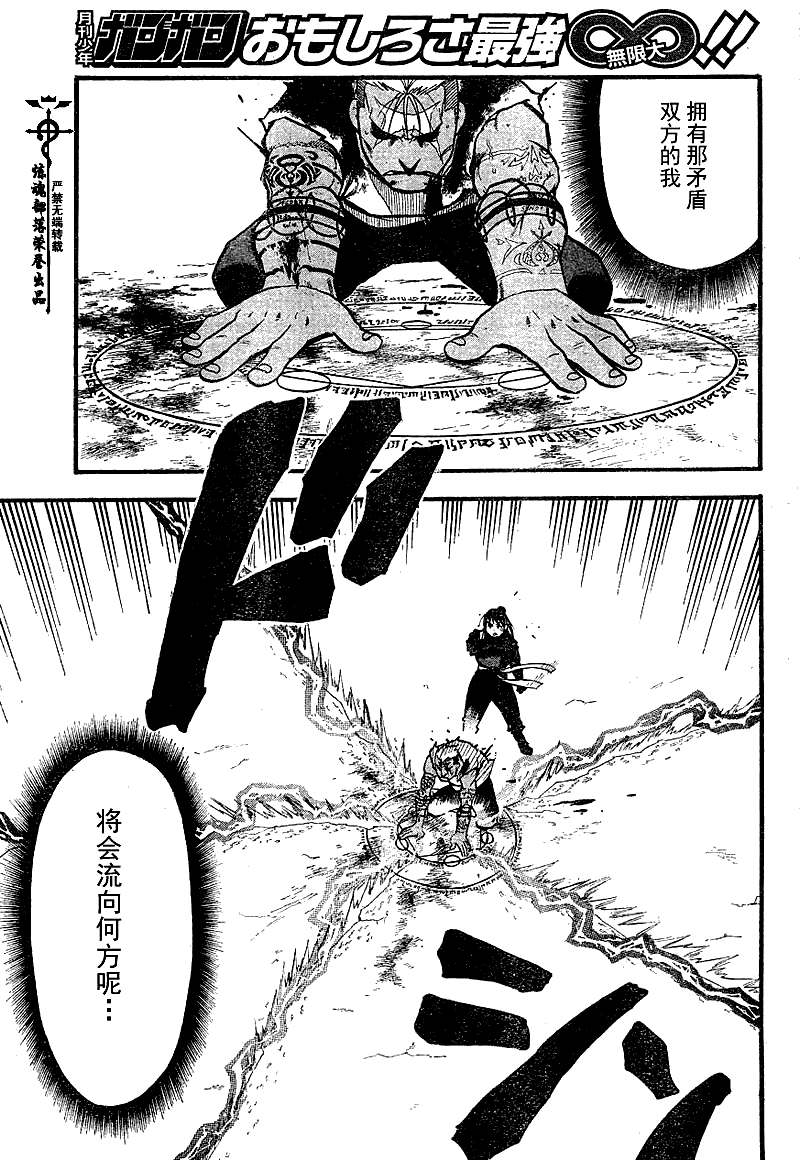 月刊少年
ガンガン
おもしろさ最強
無限大
!!
拥有那矛盾
双方的我
严禁无端转载
炼魂部落荣誉出品
ド
将会流向何方呢…
ドシン